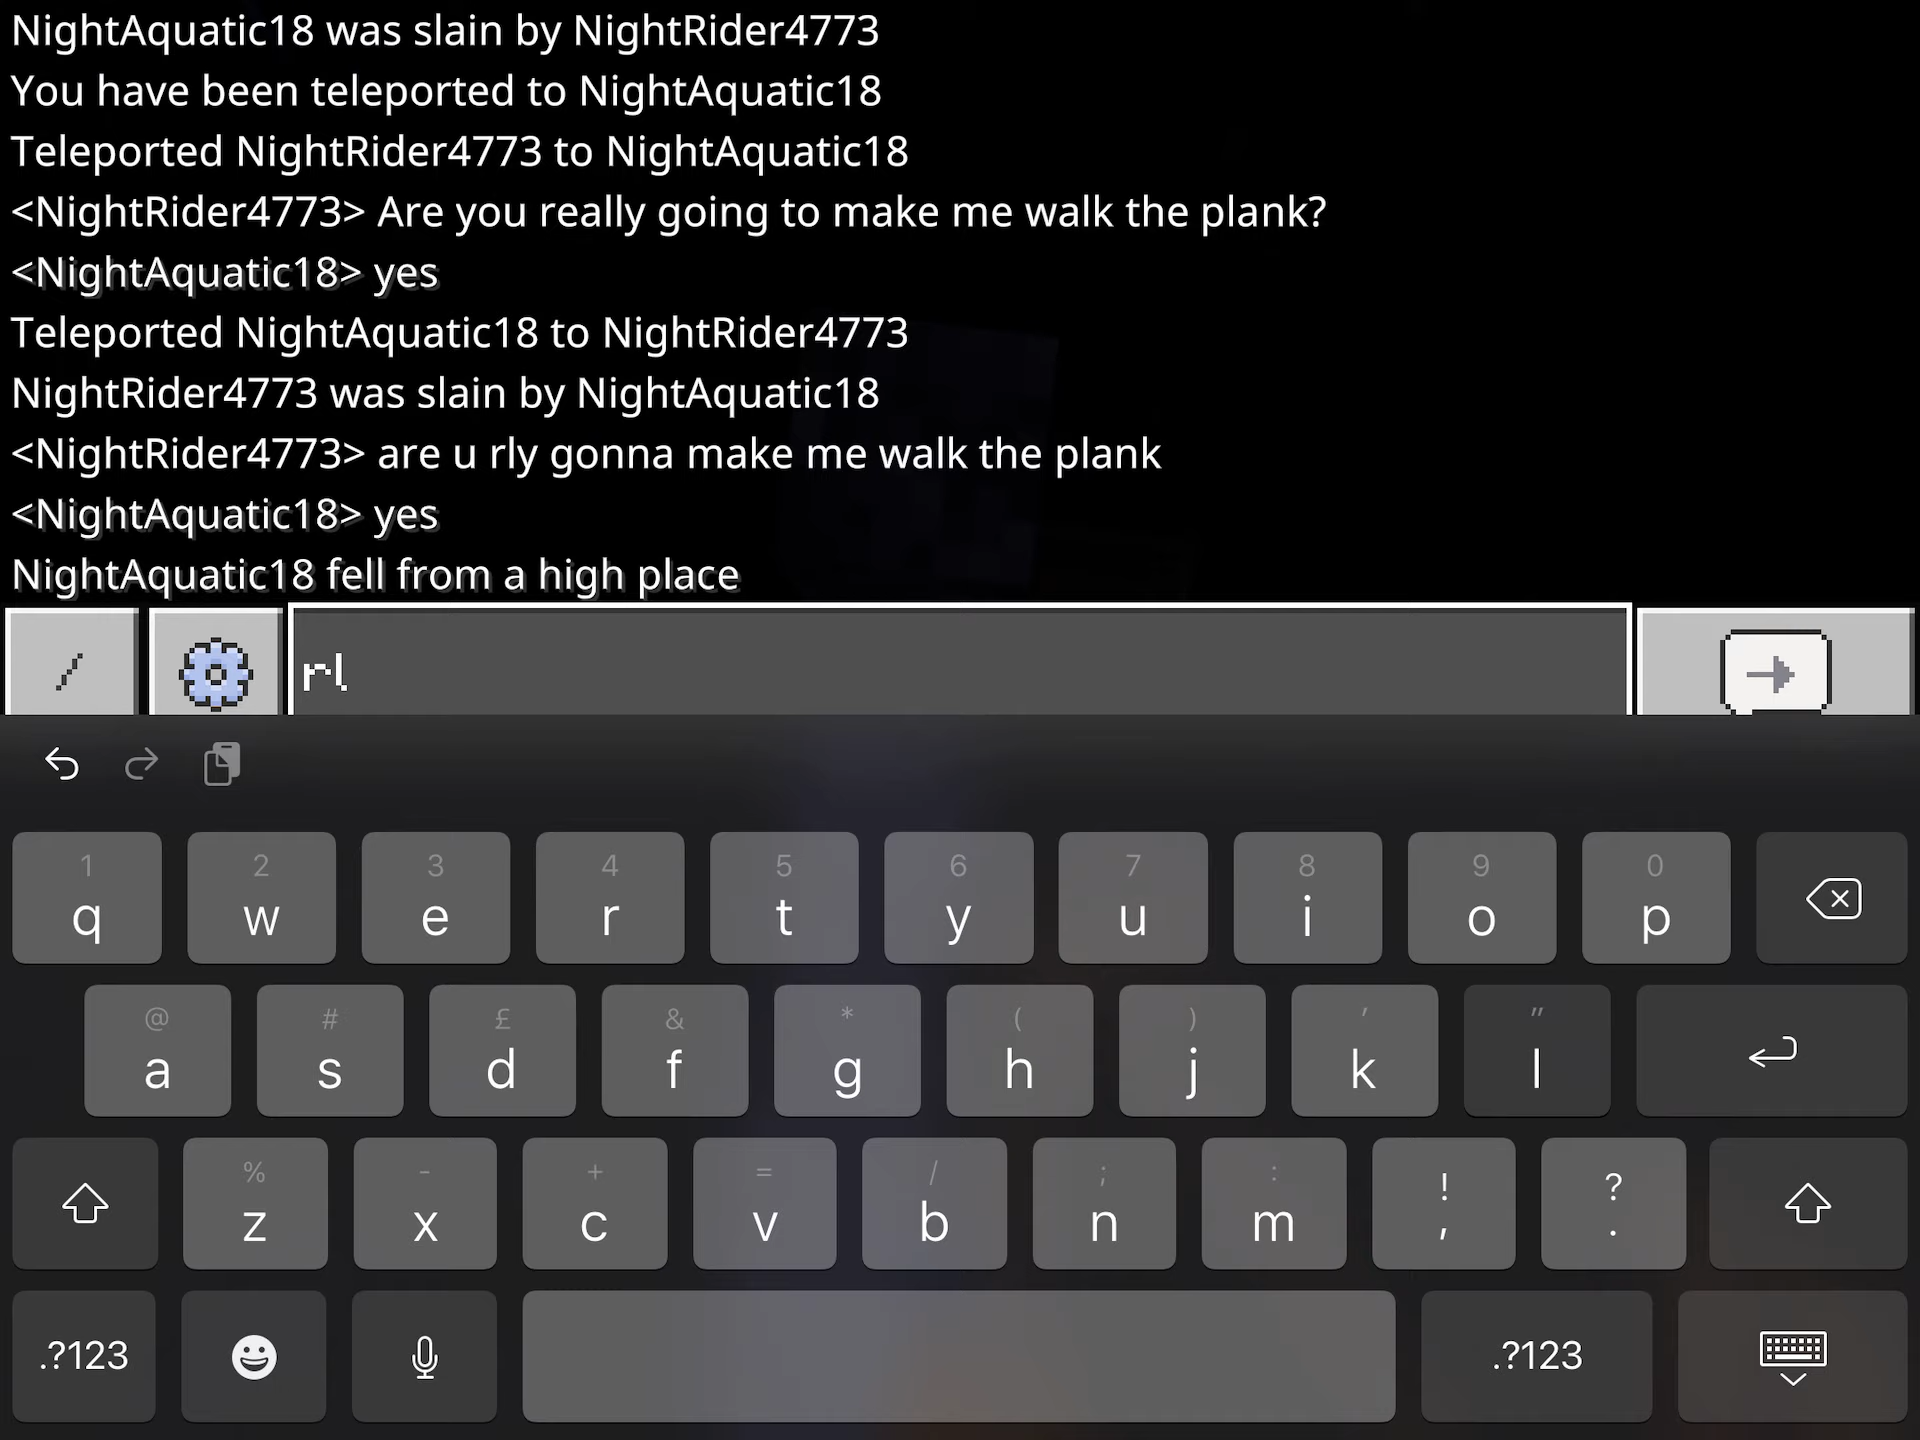 NightAquatic18 was slain by NightRider4773
You have been teleported to NightAquatic18
Teleported NightRider4773 to NightAquatic18
<NightRider4773> Are you really going to make me walk the plank?
<NightAquatic18> yes
Teleported NightAquatic18 to NightRider4773
NightRider4773 was slain by NightAquatic18
<NightRider4773> are u rly gonna make me walk the plank
<NightAquatic18> yes
NightAquatic18 fell from a high place
/ rl
1 2 3 4 5 6 7 8 9 0
q w e r t y u i o p
@ # £ & * ( ) ' "
a s d f g h j k l
% - + = / ; : ! ?
z x c v b n m , .
.?123 .?123